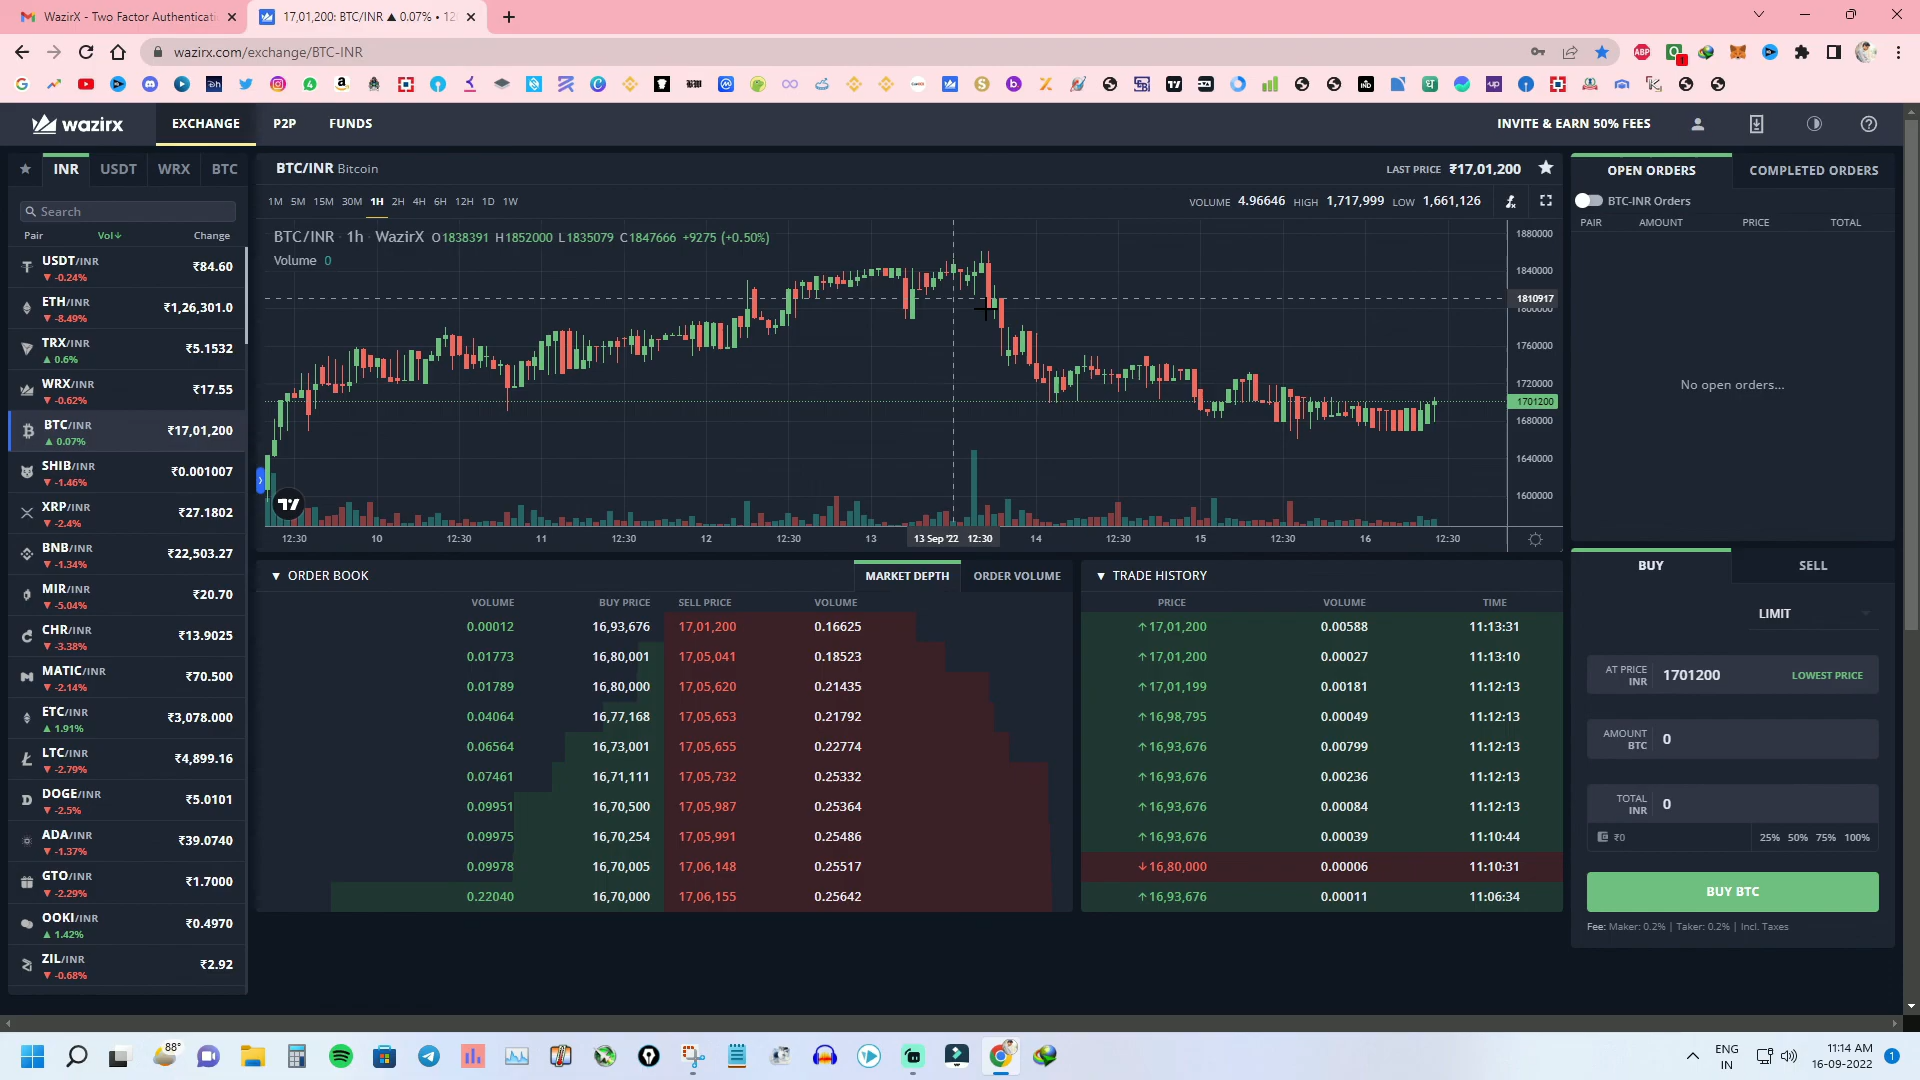 WazirX - Two Factor Authenticati
17,01,200: BTC/INR ▲ 0.07% • 12
wazirx.com/exchange/BTC-INR
wazirx EXCHANGE P2P FUNDS INVITE & EARN 50% FEES
INR USDT WRX BTC
Search
Pair Vol↓ Change
USDT/INR ₹84.60
▼ -0.24%
ETH/INR ₹1,26,301.0
▼ -8.49%
TRX/INR ₹5.1532
▲ 0.6%
WRX/INR ₹17.55
▼ -0.62%
BTC/INR ₹17,01,200
▲ 0.07%
SHIB/INR ₹0.001007
▼ -1.46%
XRP/INR ₹27.1802
▼ -2.4%
BNB/INR ₹22,503.27
▼ -1.34%
MIR/INR ₹20.70
▼ -5.04%
CHR/INR ₹13.9025
▼ -3.38%
MATIC/INR ₹70.500
▼ -2.14%
ETC/INR ₹3,078.000
▲ 1.91%
LTC/INR ₹4,899.16
▼ -2.79%
DOGE/INR ₹5.0101
▼ -2.5%
ADA/INR ₹39.0740
▼ -1.37%
GTO/INR ₹1.7000
▼ -2.29%
OOKI/INR ₹0.4970
▲ 1.42%
ZIL/INR ₹2.92
▼ -0.68%
BTC/INR Bitcoin LAST PRICE ₹17,01,200
1M 5M 15M 30M 1H 2H 4H 6H 12H 1D 1W VOLUME 4.96646 HIGH 1,717,999 LOW 1,661,126
BTC/INR 1h WazirX O1838391 H1852000 L1835079 C1847666 +9275 (+0.50%)
Volume 0
1880000
1840000
1810917
1800000
1760000
1720000
1701200
1680000
1640000
1600000
12:30 10 12:30 11 12:30 12 12:30 13 13 Sep '22 12:30 14 12:30 15 12:30 16 12:30
▼ ORDER BOOK MARKET DEPTH ORDER VOLUME
VOLUME BUY PRICE SELL PRICE VOLUME
0.00012 16,93,676 17,01,200 0.16625
0.01773 16,80,001 17,05,041 0.18523
0.01789 16,80,000 17,05,620 0.21435
0.04064 16,77,168 17,05,653 0.21792
0.06564 16,73,001 17,05,655 0.22774
0.07461 16,71,111 17,05,732 0.25332
0.09951 16,70,500 17,05,987 0.25364
0.09975 16,70,254 17,05,991 0.25486
0.09978 16,70,005 17,06,148 0.25517
0.22040 16,70,000 17,06,155 0.25642
▼ TRADE HISTORY
PRICE VOLUME TIME
↑17,01,200 0.00588 11:13:31
↑17,01,200 0.00027 11:13:10
↑17,01,199 0.00181 11:12:13
↑16,98,795 0.00049 11:12:13
↑16,93,676 0.00799 11:12:13
↑16,93,676 0.00236 11:12:13
↑16,93,676 0.00084 11:12:13
↑16,93,676 0.00039 11:10:44
↓16,80,000 0.00006 11:10:31
↑16,93,676 0.00011 11:06:34
OPEN ORDERS COMPLETED ORDERS
BTC-INR Orders
PAIR AMOUNT PRICE TOTAL
No open orders...
BUY SELL
LIMIT
AT PRICE INR 1701200 LOWEST PRICE
AMOUNT BTC 0
TOTAL INR 0
₹0 25% 50% 75% 100%
BUY BTC
Fee: Maker: 0.2% | Taker: 0.2% | Incl. Taxes
88°
ENG
IN
11:14 AM
16-09-2022
1